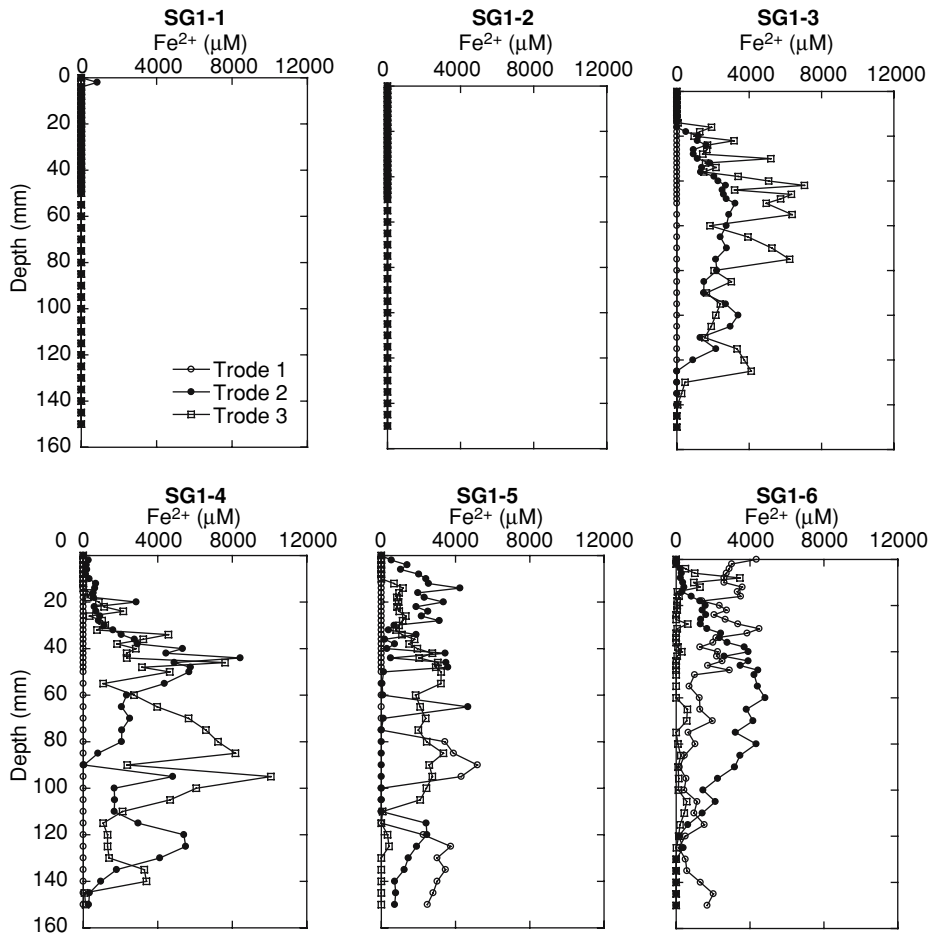 SG1-1
Fe²⁺ (µM)
0 4000 8000 12000
SG1-2
Fe²⁺ (µM)
0 4000 8000 12000
SG1-3
Fe²⁺ (µM)
0 4000 8000 12000
0
20
40
60
80
100
120
140
160
Depth (mm)
Trode 1
Trode 2
Trode 3
SG1-4
Fe²⁺ (µM)
0 4000 8000 12000
SG1-5
Fe²⁺ (µM)
0 4000 8000 12000
SG1-6
Fe²⁺ (µM)
0 4000 8000 12000
0
20
40
60
80
100
120
140
160
Depth (mm)